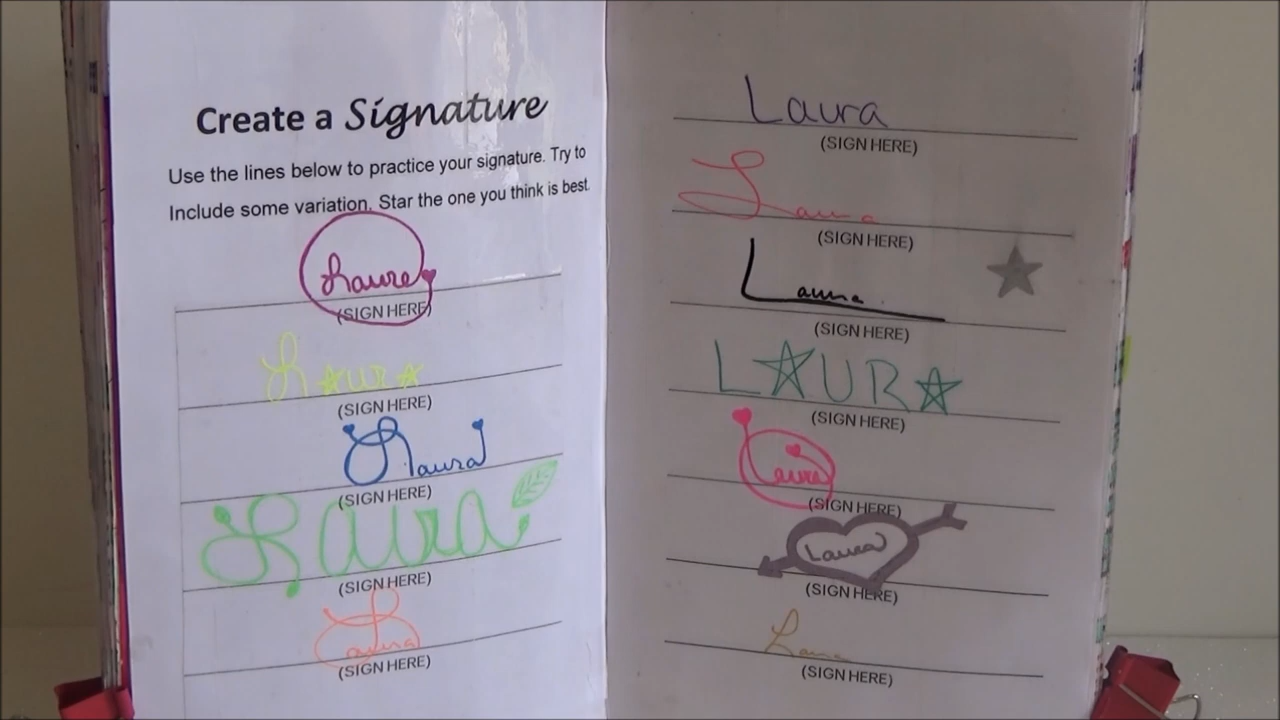 Create a Signature
Use the lines below to practice your signature. Try to
Include some variation. Star the one you think is best.
Laura
(SIGN HERE)
Laura
(SIGN HERE)
Laura
(SIGN HERE)
Laura
(SIGN HERE)
Laura
(SIGN HERE)
Laura
(SIGN HERE)
Laura
(SIGN HERE)
Laura
(SIGN HERE)
LAURA
(SIGN HERE)
Laura
(SIGN HERE)
Laura
(SIGN HERE)
Laura
(SIGN HERE)